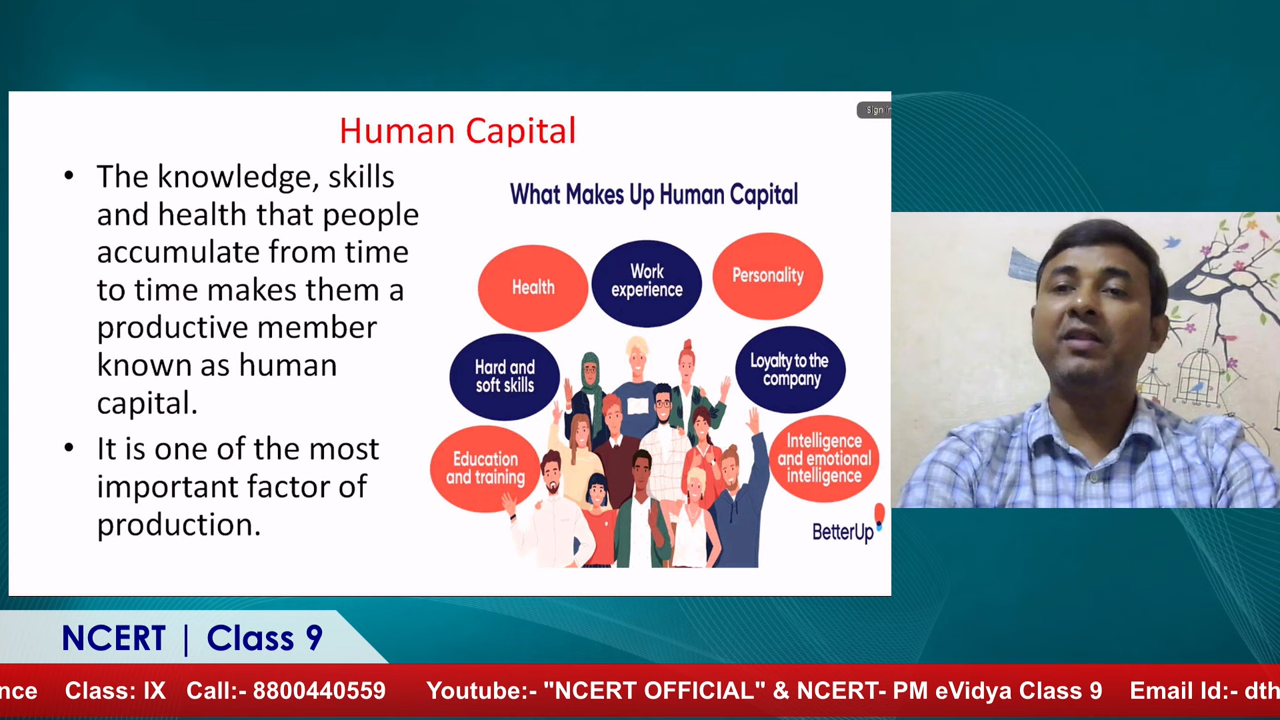 Sign in
Human Capital
• The knowledge, skills
and health that people
accumulate from time
to time makes them a
productive member
known as human
capital.
• It is one of the most
important factor of
production.
What Makes Up Human Capital
Health
Work
experience
Personality
Hard and
soft skills
Loyalty to the
company
Education
and training
Intelligence
and emotional
intelligence
BetterUp
NCERT | Class 9
nce Class: IX Call:- 8800440559 Youtube:- "NCERT OFFICIAL" & NCERT- PM eVidya Class 9 Email Id:- dth